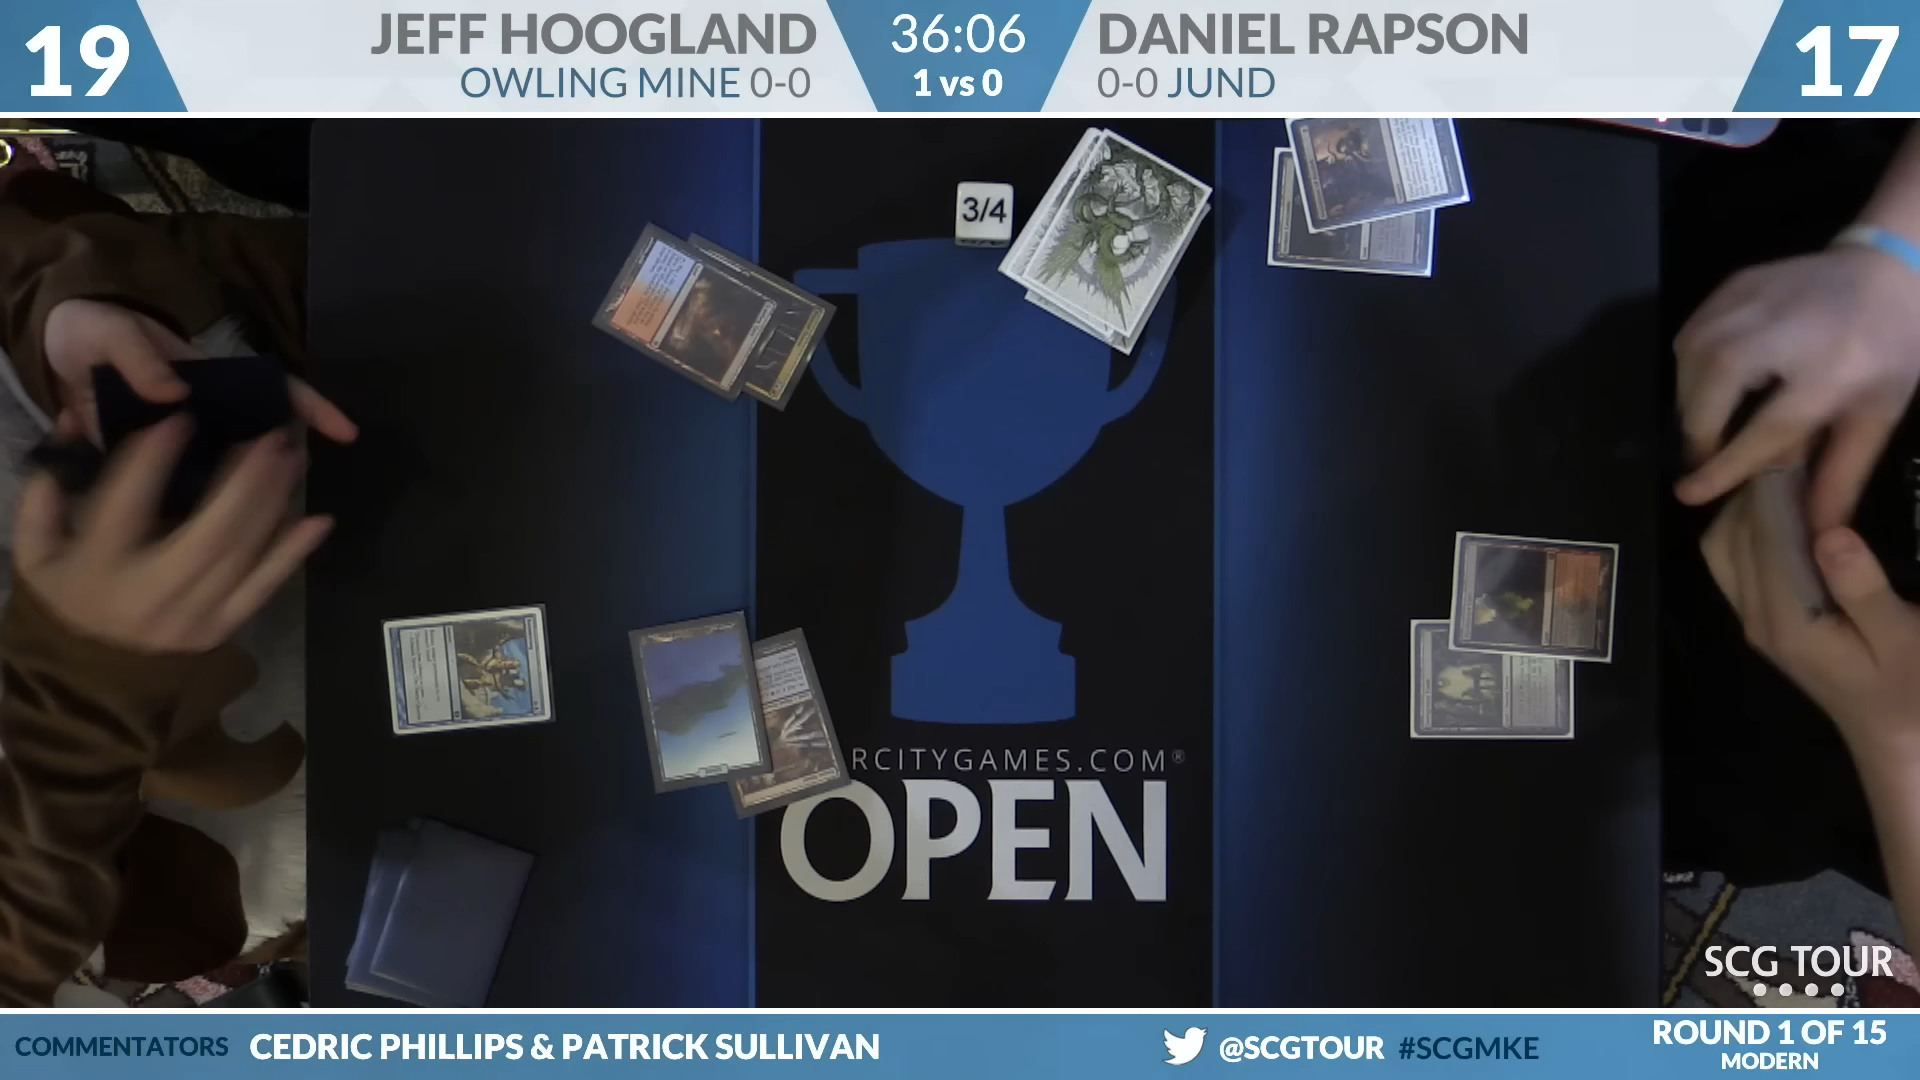 19
JEFF HOOGLAND
OWLING MINE 0-0
36:06
1 vs 0
DANIEL RAPSON
0-0 JUND
17
3/4
RCITYGAMES.COM®
OPEN
SCG TOUR
COMMENTATORS CEDRIC PHILLIPS & PATRICK SULLIVAN
@SCGTOUR #SCGMKE
ROUND 1 OF 15
MODERN